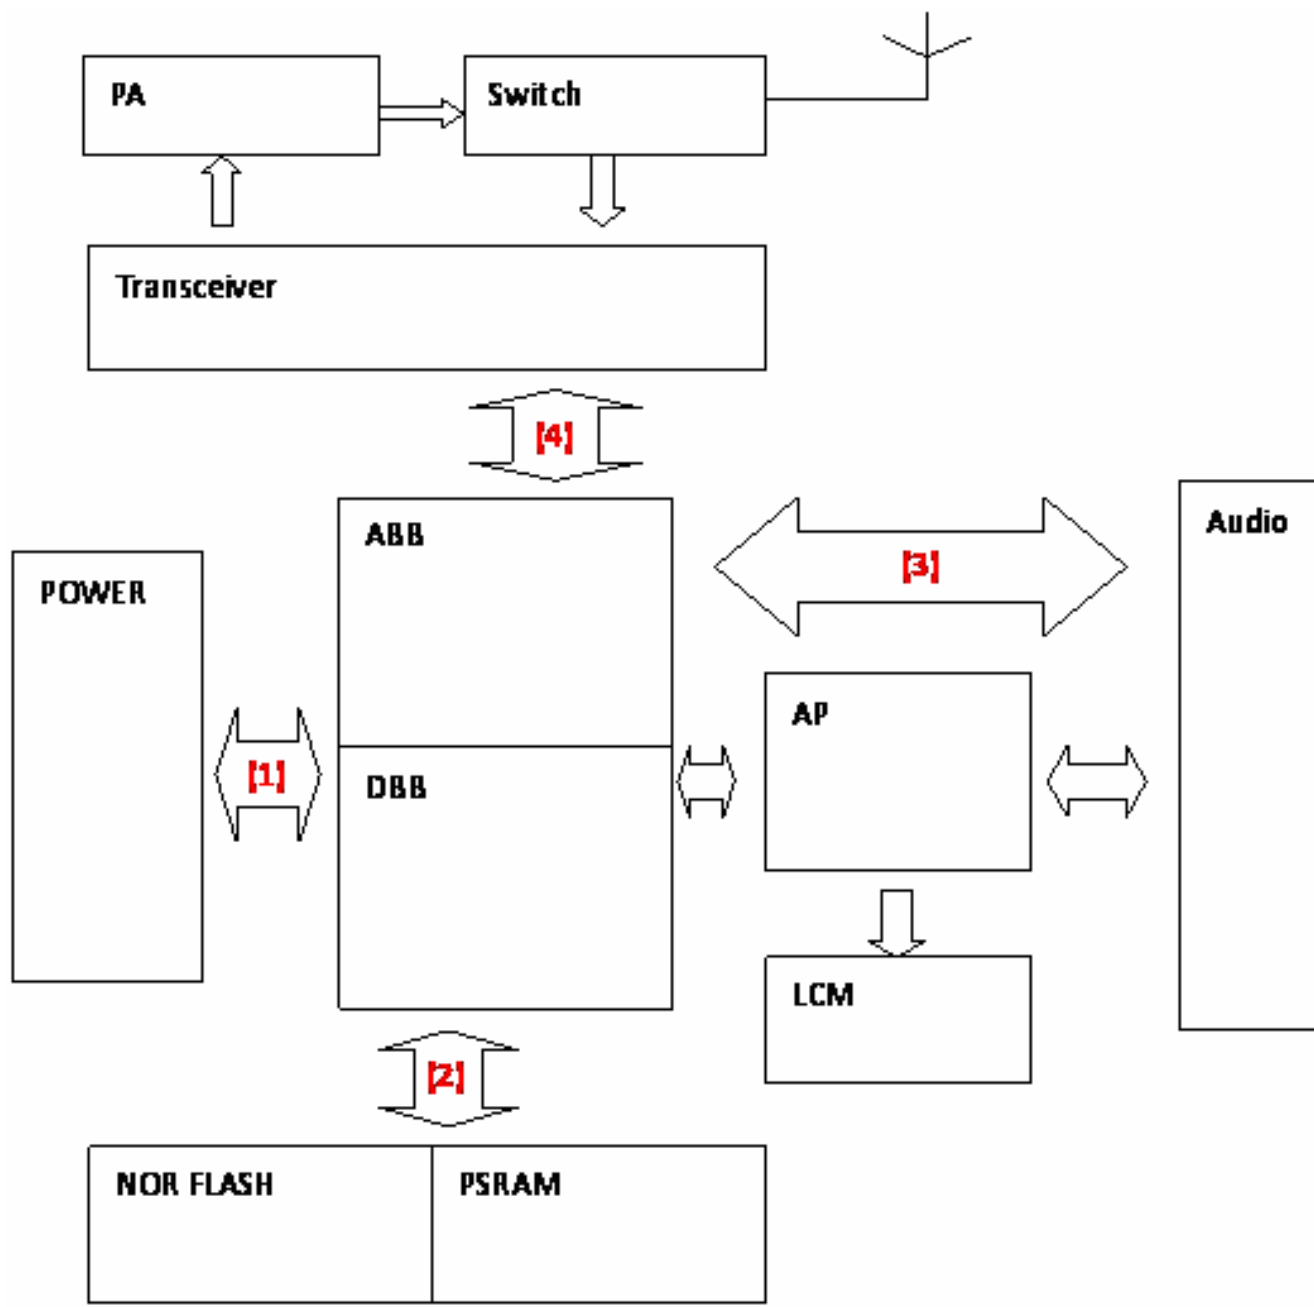 PA
Switch
Transceiver
[4]
ABB
[3]
Audio
POWER
AP
[1]
DBB
LCM
[2]
NOR FLASH
PSRAM